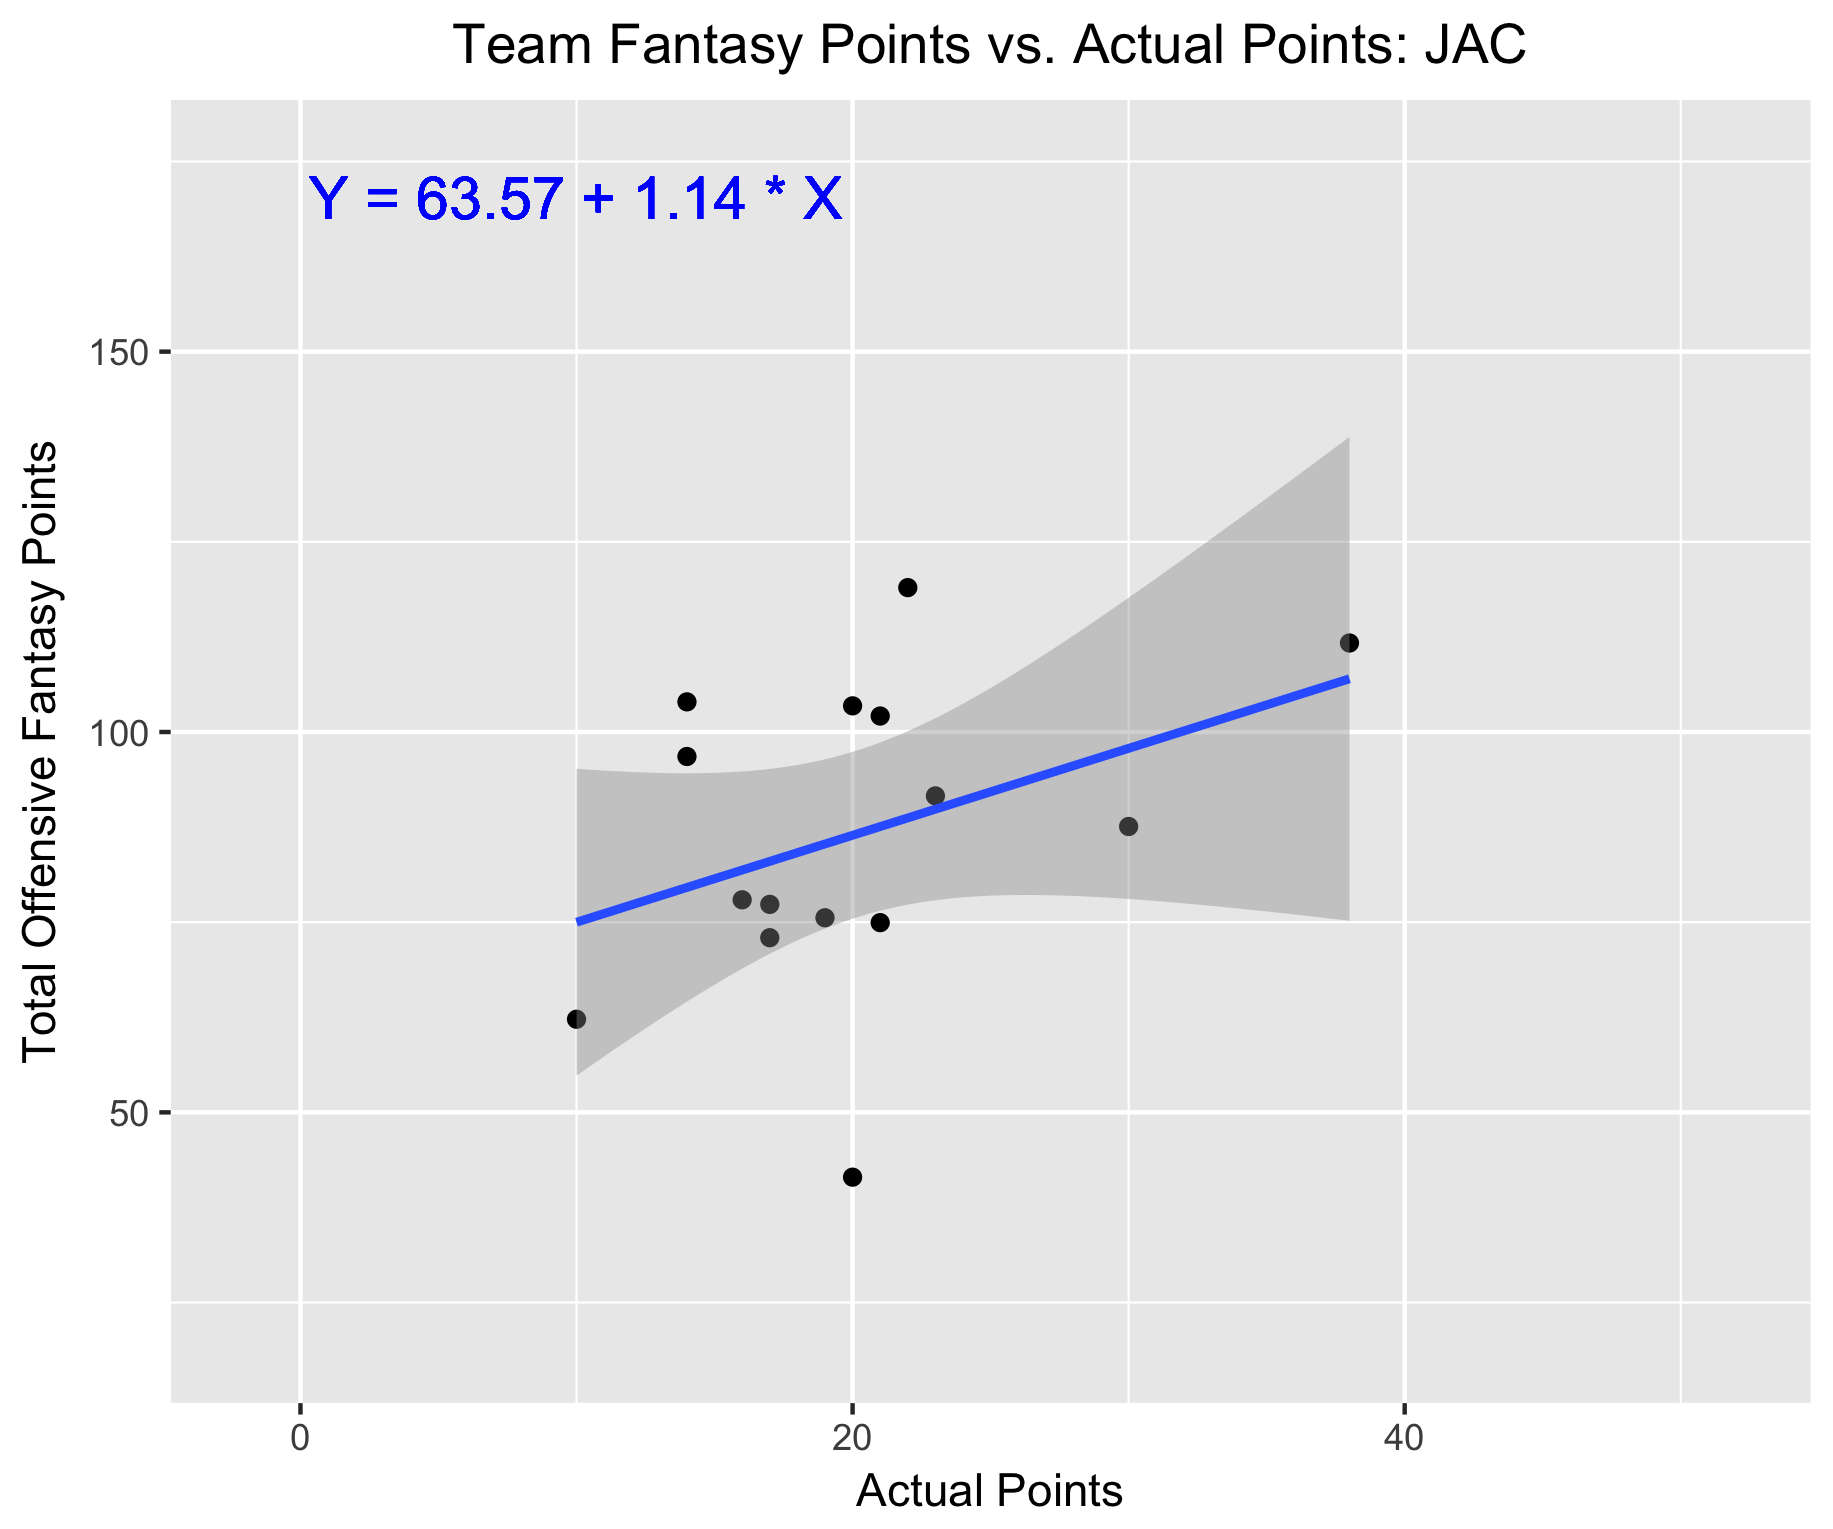 Team Fantasy Points vs. Actual Points: JAC
Y = 63.57 + 1.14 * X
Total Offensive Fantasy Points
150
100
50
0
20
40
Actual Points